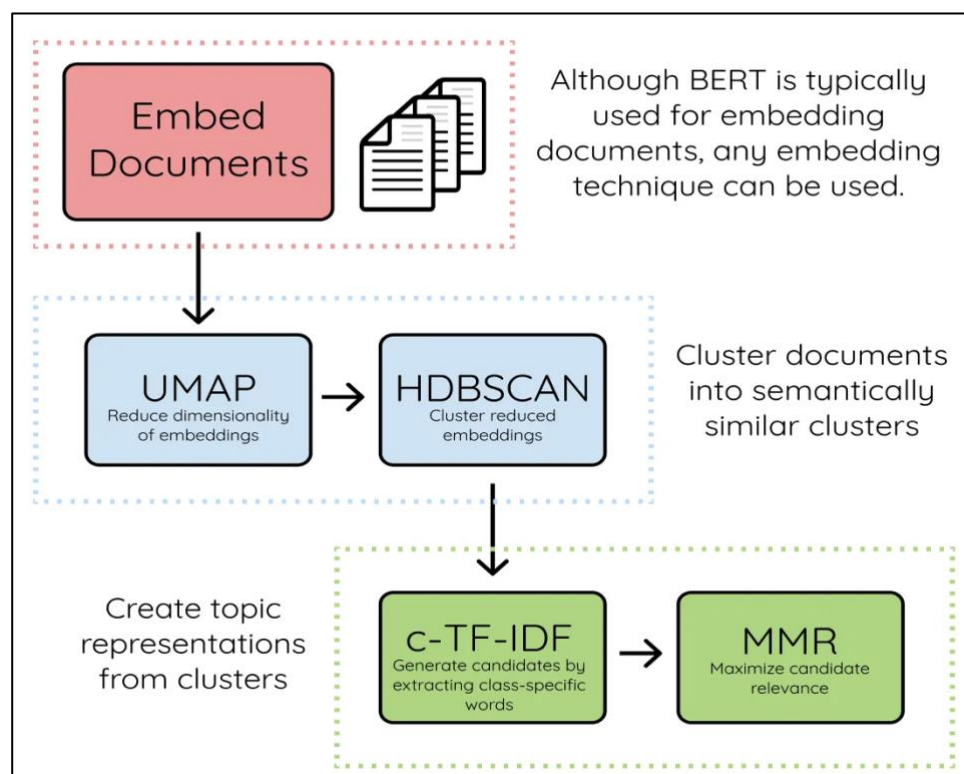 Embed
Documents
Although BERT is typically
used for embedding
documents, any embedding
technique can be used.
UMAP
Reduce dimensionality
of embeddings
HDBSCAN
Cluster reduced
embeddings
Cluster documents
into semantically
similar clusters
Create topic
representations
from clusters
c-TF-IDF
Generate candidates by
extracting class-specific
words
MMR
Maximize candidate
relevance